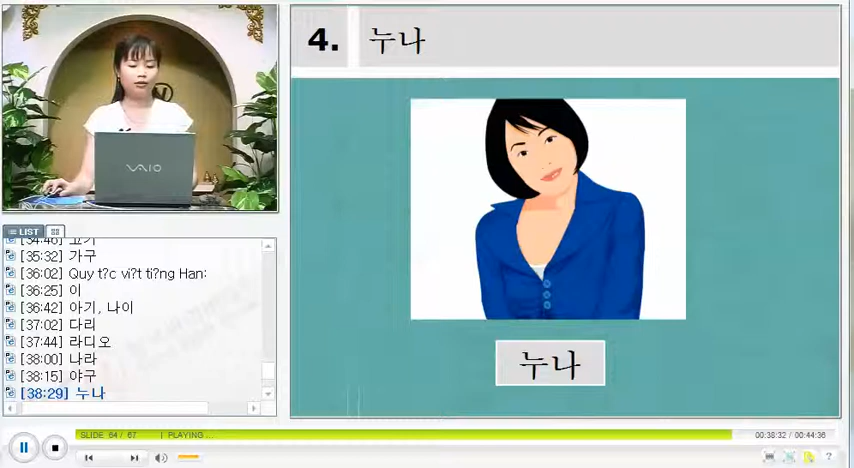 4. 누나
VAIO
누나
LIST
[34:46] 고기
[35:32] 가구
[36:02] Quy t?c vi?t ti?ng Han:
[36:25] 이
[36:42] 아기, 나이
[37:02] 다리
[37:44] 라디오
[38:00] 나라
[38:15] 야구
[38:29] 누나
SLIDE 64 / 67 | PLAYING ...
00:38:32 / 00:44:36